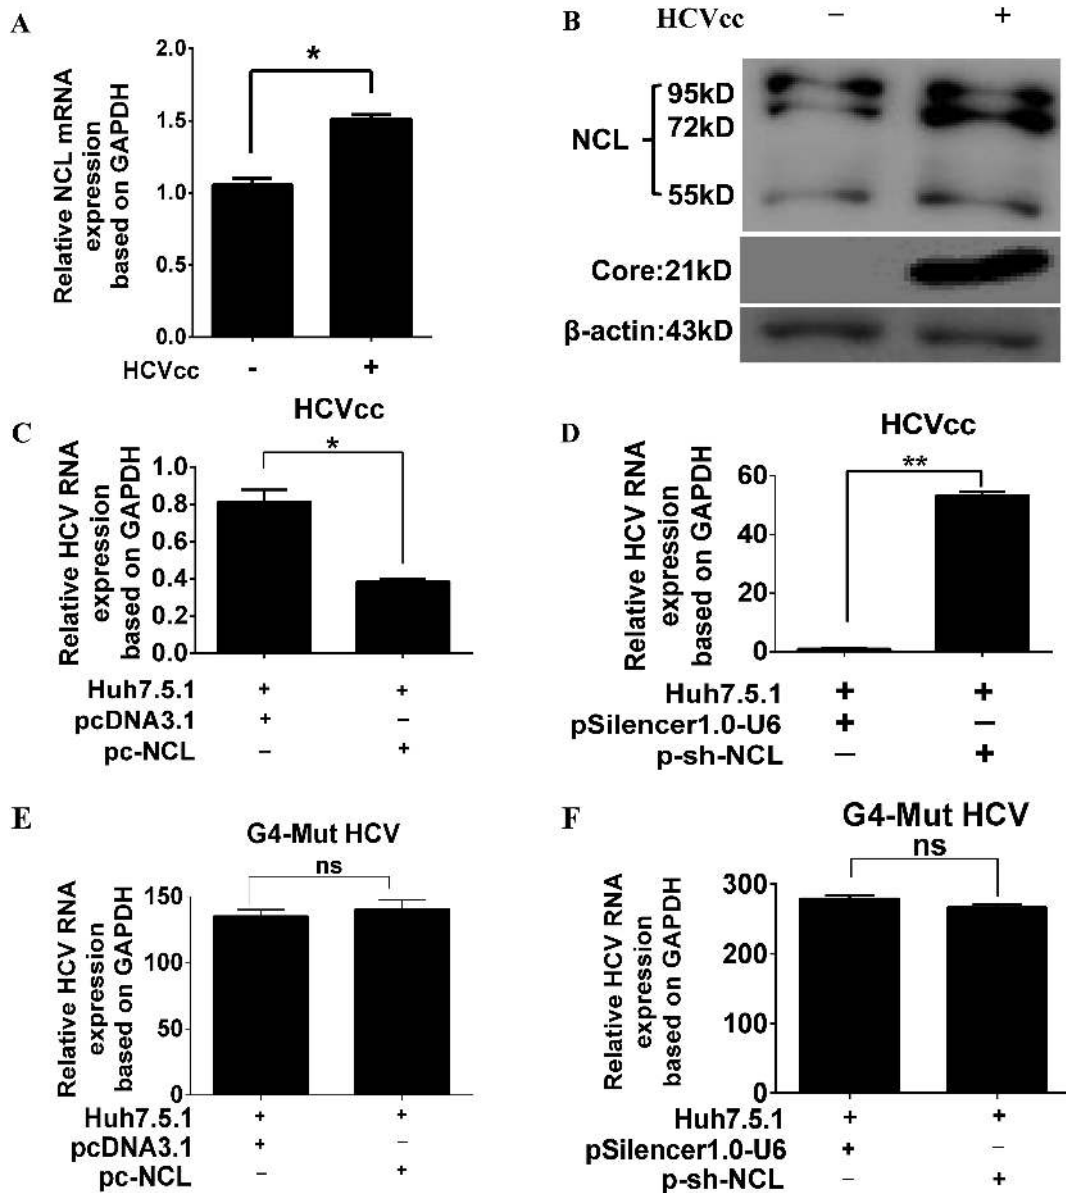 A
Relative NCL mRNA
expression
based on GAPDH
2.0
1.5
1.0
0.5
0.0
*
HCVcc - +
B
HCVcc − +
NCL
95kD
72kD
55kD
Core:21kD
β-actin:43kD
C
HCVcc
Relative HCV RNA
expression
based on GAPDH
1.0
0.8
0.6
0.4
0.2
0.0
*
Huh7.5.1 + +
pcDNA3.1 + −
pc-NCL − +
D
HCVcc
Relative HCV RNA
expression
based on GAPDH
60
40
20
0
**
Huh7.5.1 + +
pSilencer1.0-U6 + −
p-sh-NCL − +
E
G4-Mut HCV
ns
Relative HCV RNA
expression
based on GAPDH
150
100
50
0
Huh7.5.1 + +
pcDNA3.1 + −
pc-NCL − +
F
G4-Mut HCV
ns
Relative HCV RNA
expression
based on GAPDH
300
200
100
0
Huh7.5.1 + +
pSilencer1.0-U6 + −
p-sh-NCL − +